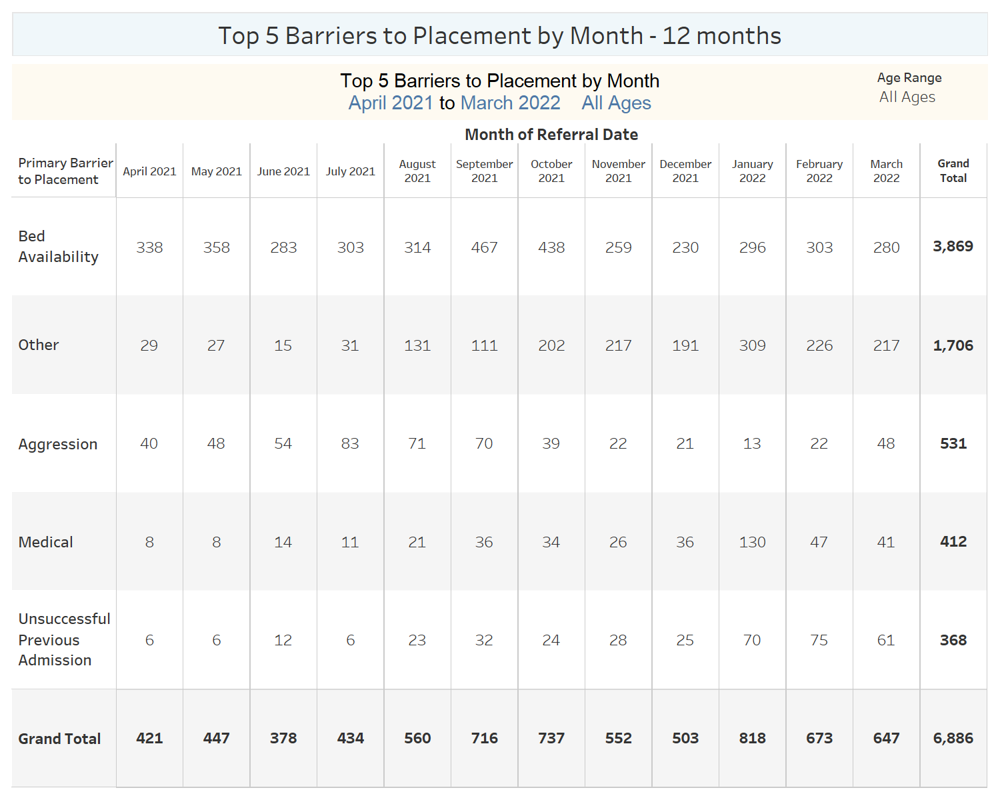 Top 5 Barriers to Placement by Month - 12 months
Top 5 Barriers to Placement by Month
April 2021 to March 2022 All Ages
Age Range
All Ages
Month of Referral Date
Primary Barrier
to Placement
April 2021
May 2021
June 2021
July 2021
August
2021
September
2021
October
2021
November
2021
December
2021
January
2022
February
2022
March
2022
Grand
Total
Bed
Availability
338 358 283 303 314 467 438 259 230 296 303 280 3,869
Other 29 27 15 31 131 111 202 217 191 309 226 217 1,706
Aggression 40 48 54 83 71 70 39 22 21 13 22 48 531
Medical 8 8 14 11 21 36 34 26 36 130 47 41 412
Unsuccessful
Previous
Admission
6 6 12 6 23 32 24 28 25 70 75 61 368
Grand Total 421 447 378 434 560 716 737 552 503 818 673 647 6,886